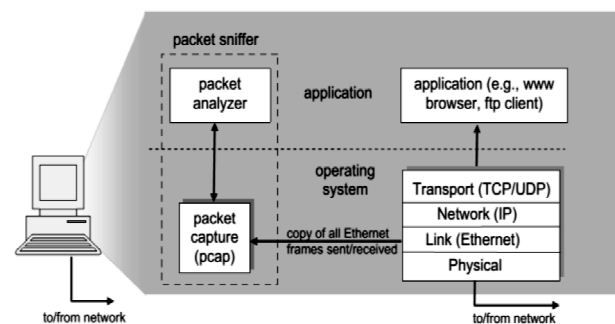 packet sniffer
packet
analyzer
application
application (e.g., www
browser, ftp client)
operating
system
packet
capture
(pcap)
copy of all Ethernet
frames sent/received
Transport (TCP/UDP)
Network (IP)
Link (Ethernet)
Physical
to/from network
to/from network